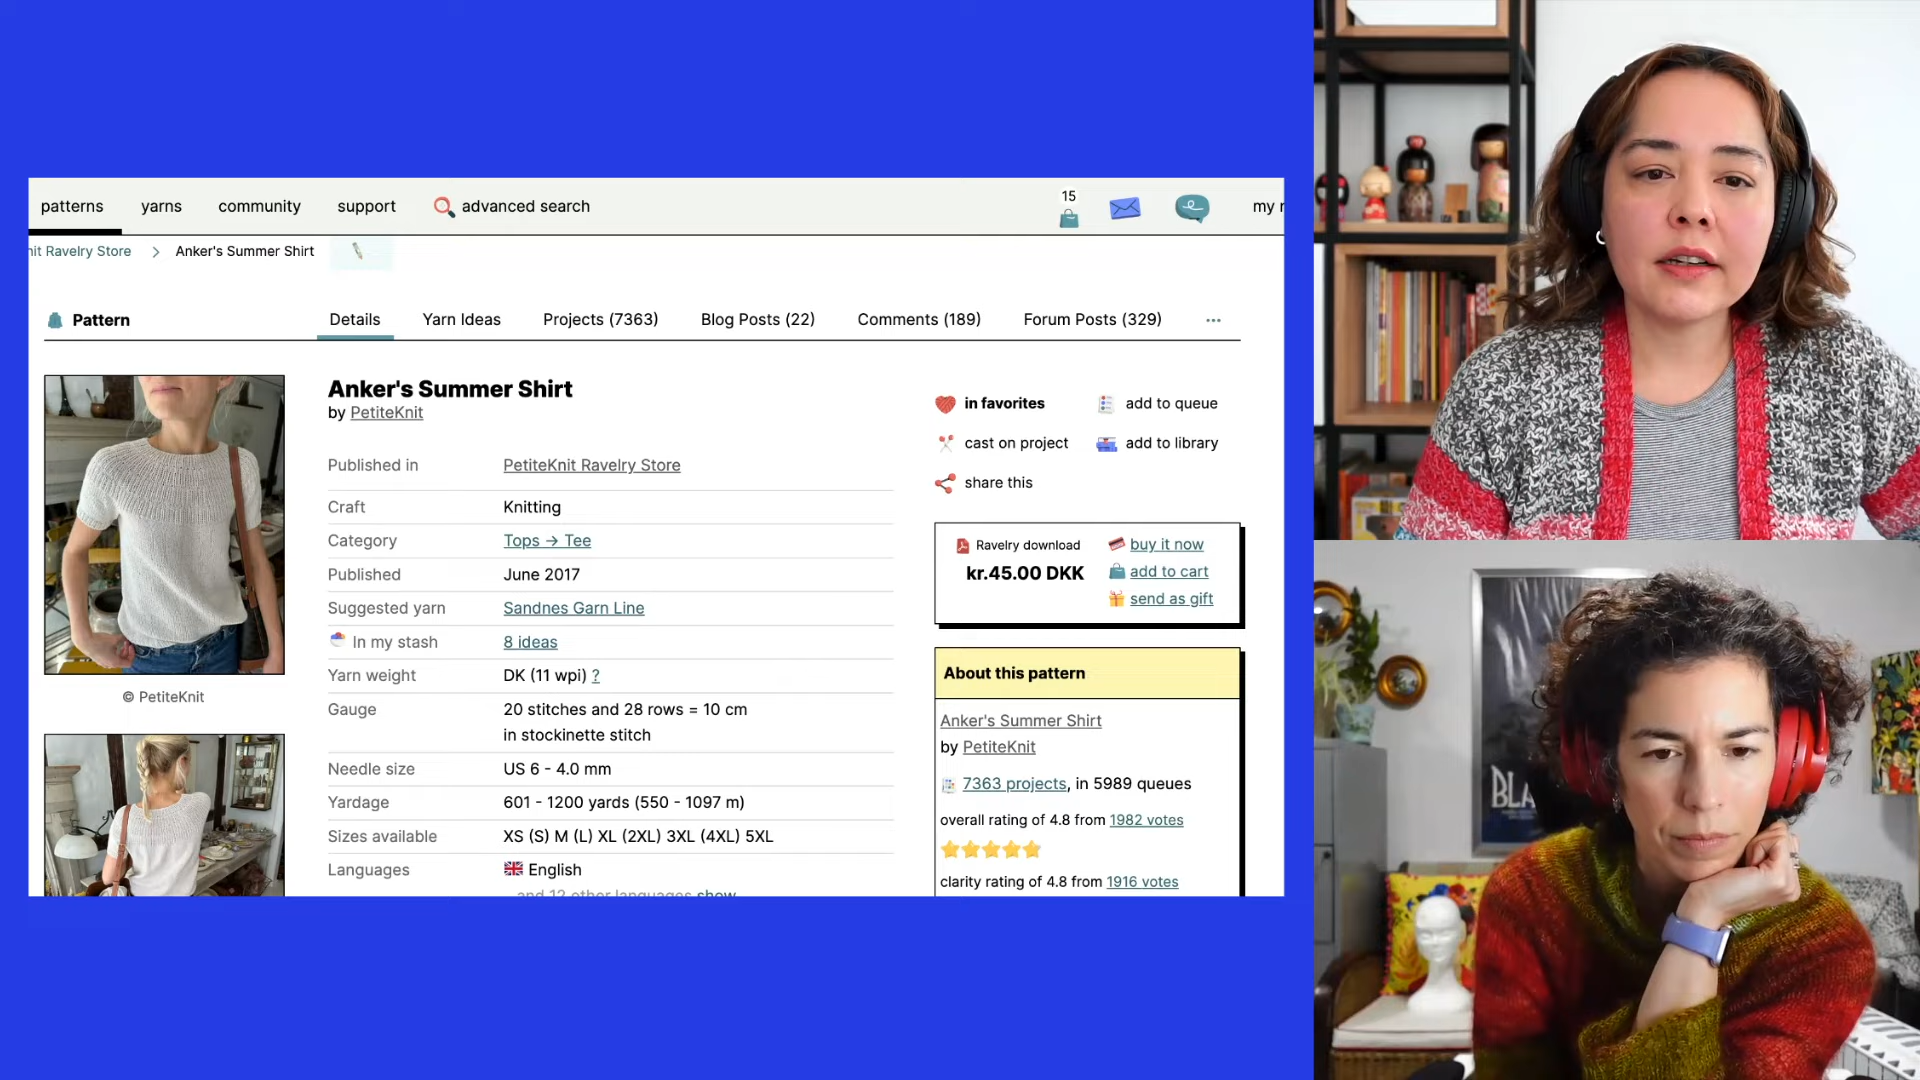 patterns yarns community support advanced search 15
nit Ravelry Store > Anker's Summer Shirt
Pattern Details Yarn Ideas Projects (7363) Blog Posts (22) Comments (189) Forum Posts (329) ...
Anker's Summer Shirt
by PetiteKnit
Published in PetiteKnit Ravelry Store
Craft Knitting
Category Tops → Tee
Published June 2017
Suggested yarn Sandnes Garn Line
In my stash 8 ideas
Yarn weight DK (11 wpi) ?
Gauge 20 stitches and 28 rows = 10 cm
in stockinette stitch
Needle size US 6 - 4.0 mm
Yardage 601 - 1200 yards (550 - 1097 m)
Sizes available XS (S) M (L) XL (2XL) 3XL (4XL) 5XL
Languages English
and 12 other languages show
© PetiteKnit
in favorites add to queue
cast on project add to library
share this
Ravelry download buy it now
kr.45.00 DKK add to cart
send as gift
About this pattern
Anker's Summer Shirt
by PetiteKnit
7363 projects, in 5989 queues
overall rating of 4.8 from 1982 votes
clarity rating of 4.8 from 1916 votes
my
BLA